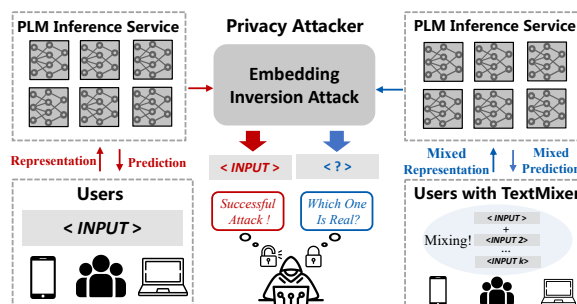 PLM Inference Service
Representation
Prediction
Users
< INPUT >
Privacy Attacker
Embedding
Inversion Attack
< INPUT >
< ? >
Successful
Attack !
Which One
Is Real?
PLM Inference Service
Mixed
Representation
Mixed
Prediction
Users with TextMixer
Mixing!
< INPUT >
+
<INPUT 2>
...
<INPUT k>